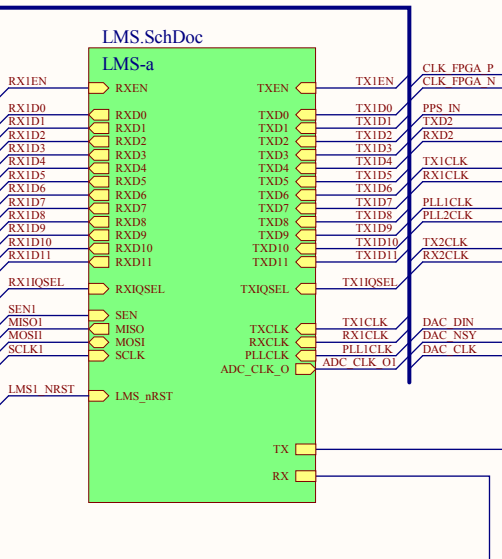 LMS.SchDoc
LMS-a
RX1EN
RX1D0
RX1D1
RX1D2
RX1D3
RX1D4
RX1D5
RX1D6
RX1D7
RX1D8
RX1D9
RX1D10
RX1D11
RX1IQSEL
SEN1
MISO1
MOSI1
SCLK1
LMS1_NRST
RXEN
RXD0
RXD1
RXD2
RXD3
RXD4
RXD5
RXD6
RXD7
RXD8
RXD9
RXD10
RXD11
RXIQSEL
SEN
MISO
MOSI
SCLK
LMS_nRST
TXEN
TXD0
TXD1
TXD2
TXD3
TXD4
TXD5
TXD6
TXD7
TXD8
TXD9
TXD10
TXD11
TXIQSEL
TXCLK
RXCLK
PLLCLK
ADC_CLK_O
TX
RX
TX1EN
TX1D0
TX1D1
TX1D2
TX1D3
TX1D4
TX1D5
TX1D6
TX1D7
TX1D8
TX1D9
TX1D10
TX1D11
TX1IQSEL
TX1CLK
RX1CLK
PLL1CLK
ADC_CLK_O1
CLK_FPGA_P
CLK_FPGA_N
PPS_IN
TXD2
RXD2
TX1CLK
RX1CLK
PLL1CLK
PLL2CLK
TX2CLK
RX2CLK
DAC_DIN
DAC_NSY
DAC_CLK